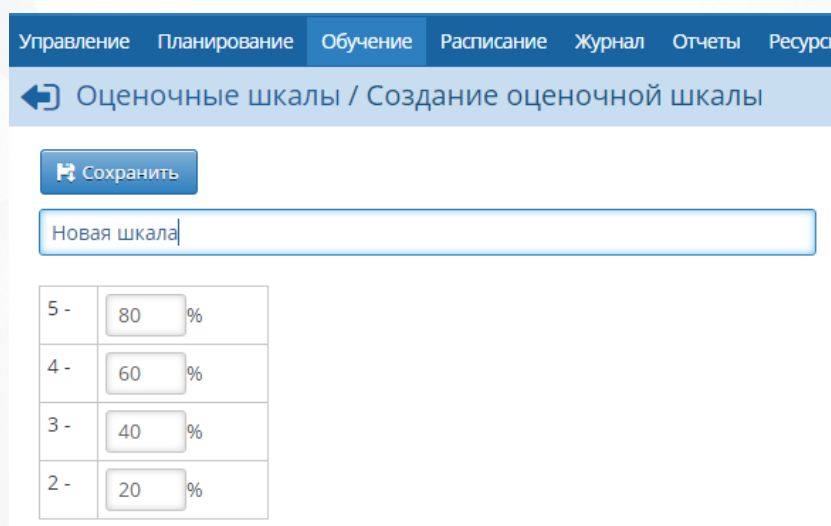 Управление Планирование Обучение Расписание Журнал Отчеты
Оценочные шкалы / Создание оценочной шкалы
Сохранить
Новая шкала
5 - 80 %
4 - 60 %
3 - 40 %
2 - 20 %